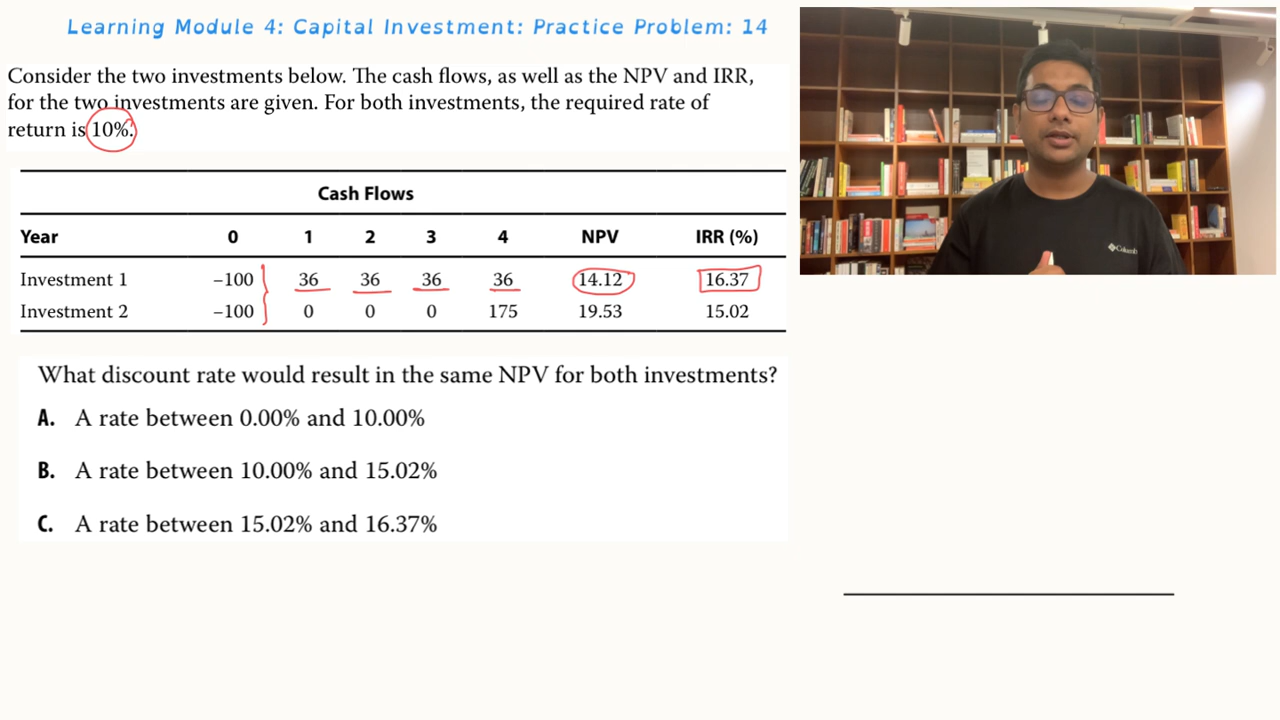 Learning Module 4: Capital Investment: Practice Problem: 14
Consider the two investments below. The cash flows, as well as the NPV and IRR,
for the two investments are given. For both investments, the required rate of
return is 10%.
Cash Flows
Year 0 1 2 3 4 NPV IRR (%)
Investment 1 –100 36 36 36 36 14.12 16.37
Investment 2 –100 0 0 0 175 19.53 15.02
What discount rate would result in the same NPV for both investments?
A. A rate between 0.00% and 10.00%
B. A rate between 10.00% and 15.02%
C. A rate between 15.02% and 16.37%
Columbia